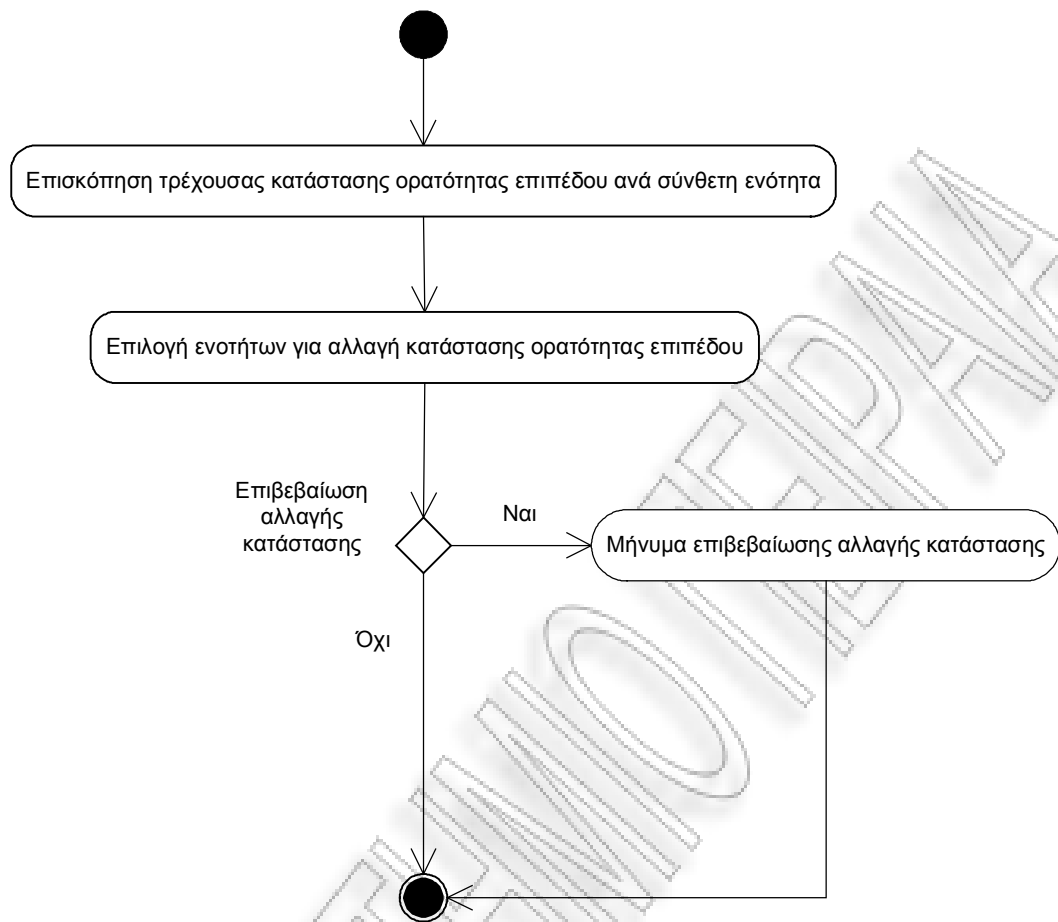 Επισκόπηση τρέχουσας κατάστασης ορατότητας επιπέδου ανά σύνθετη ενότητα
Επιλογή ενοτήτων για αλλαγή κατάστασης ορατότητας επιπέδου
Επιβεβαίωση
αλλαγής
κατάστασης
Ναι
Μήνυμα επιβεβαίωσης αλλαγής κατάστασης
Όχι